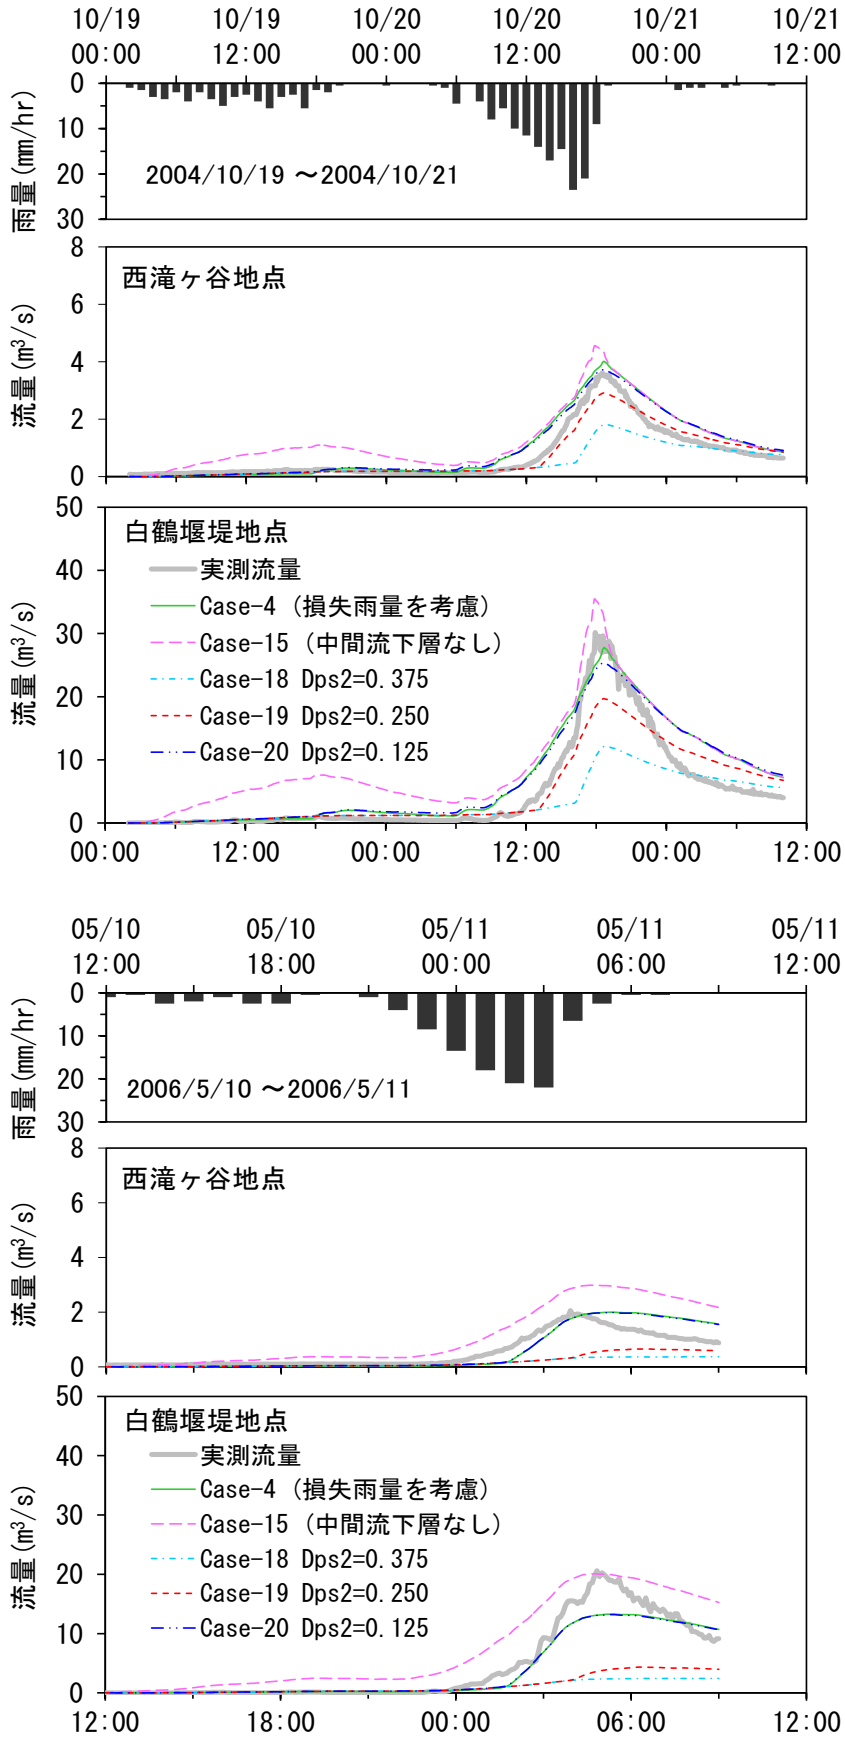 10/19 10/19 10/20 10/20 10/21 10/21
00:00 12:00 00:00 12:00 00:00 12:00
雨量(mm/hr)
0
10
20
30
2004/10/19 ~2004/10/21
流量(m³/s)
8
6
4
2
0
西滝ヶ谷地点
流量(m³/s)
50
40
30
20
10
0
白鶴堰堤地点
実測流量
Case-4 (損失雨量を考慮)
Case-15 (中間流下層なし)
Case-18 Dps2=0.375
Case-19 Dps2=0.250
Case-20 Dps2=0.125
00:00 12:00 00:00 12:00 00:00 12:00
05/10 05/10 05/11 05/11 05/11
12:00 18:00 00:00 06:00 12:00
雨量(mm/hr)
0
10
20
30
2006/5/10 ~2006/5/11
流量(m³/s)
8
6
4
2
0
西滝ヶ谷地点
流量(m³/s)
50
40
30
20
10
0
白鶴堰堤地点
実測流量
Case-4 (損失雨量を考慮)
Case-15 (中間流下層なし)
Case-18 Dps2=0.375
Case-19 Dps2=0.250
Case-20 Dps2=0.125
12:00 18:00 00:00 06:00 12:00